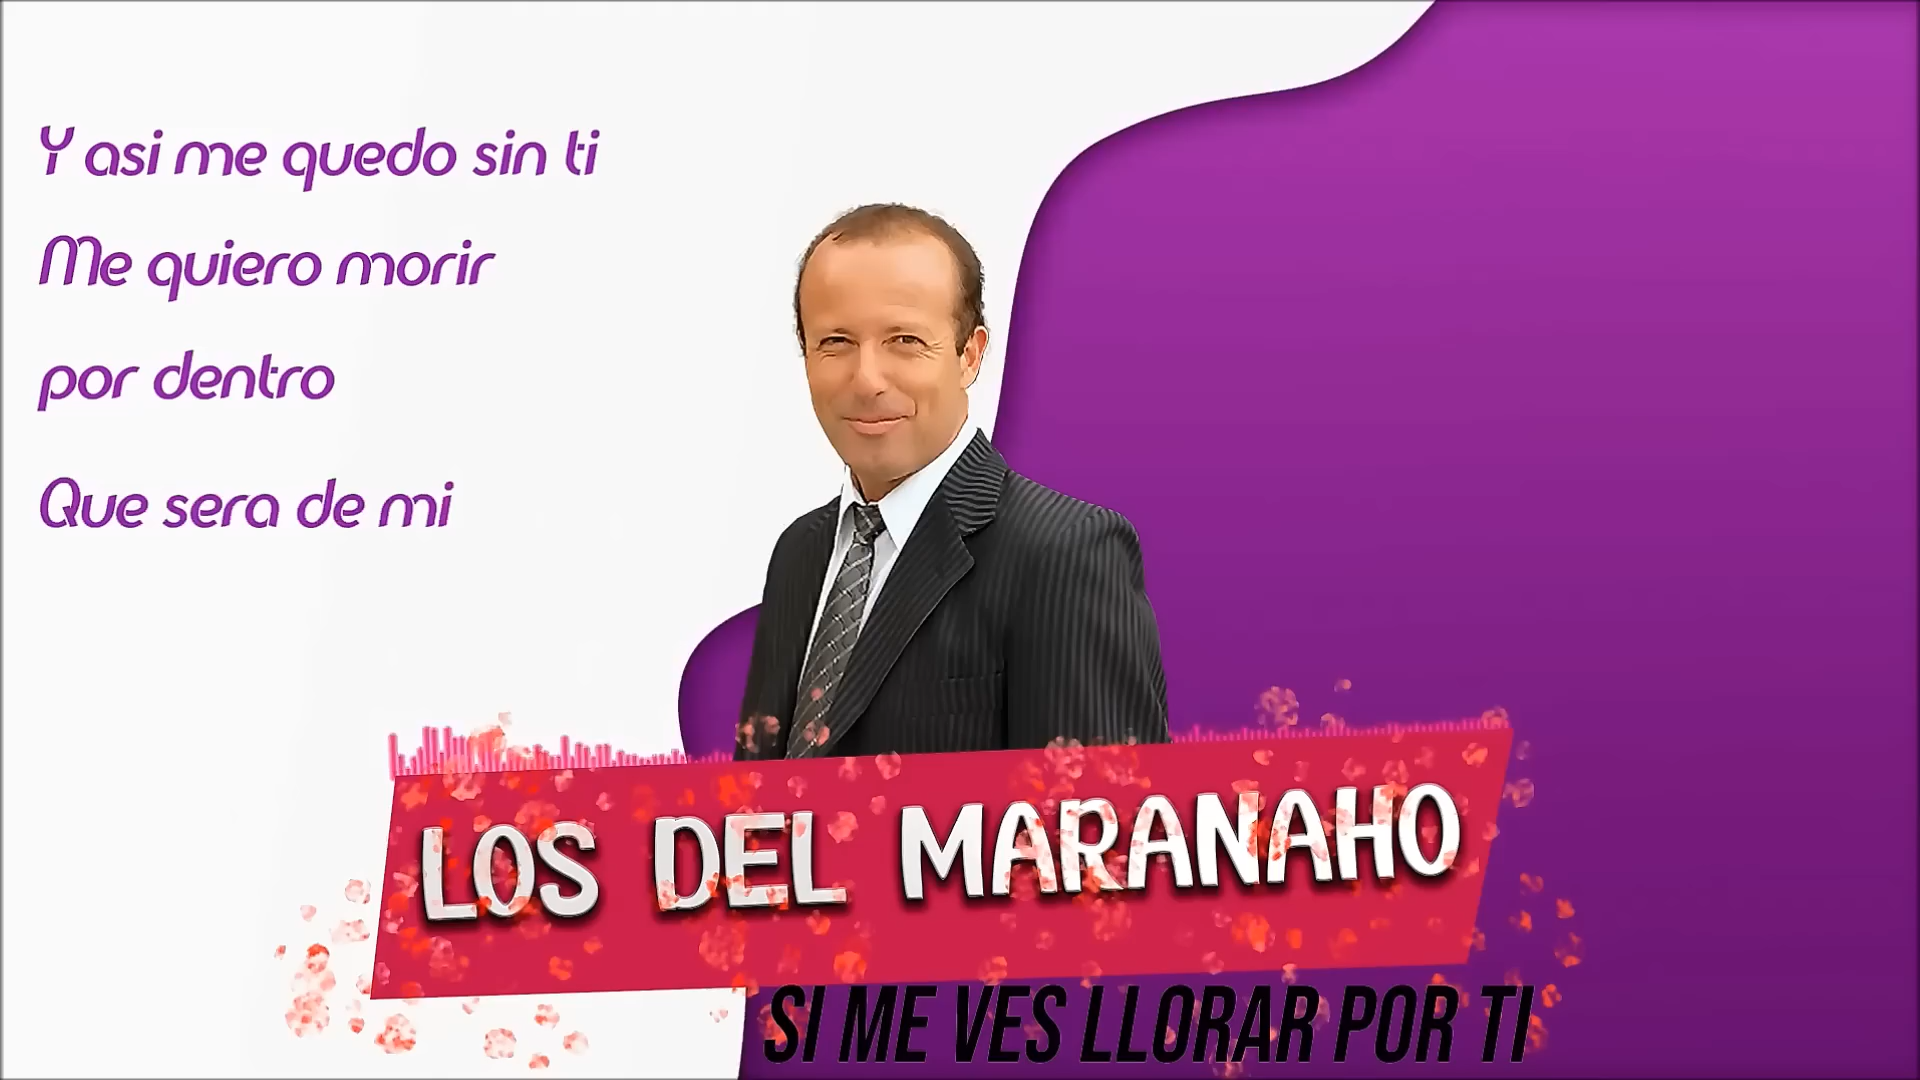 Y asi me quedo sin ti
Me quiero morir
por dentro
Que sera de mi
LOS DEL MARANAHO
SI ME VES LLORAR POR TI